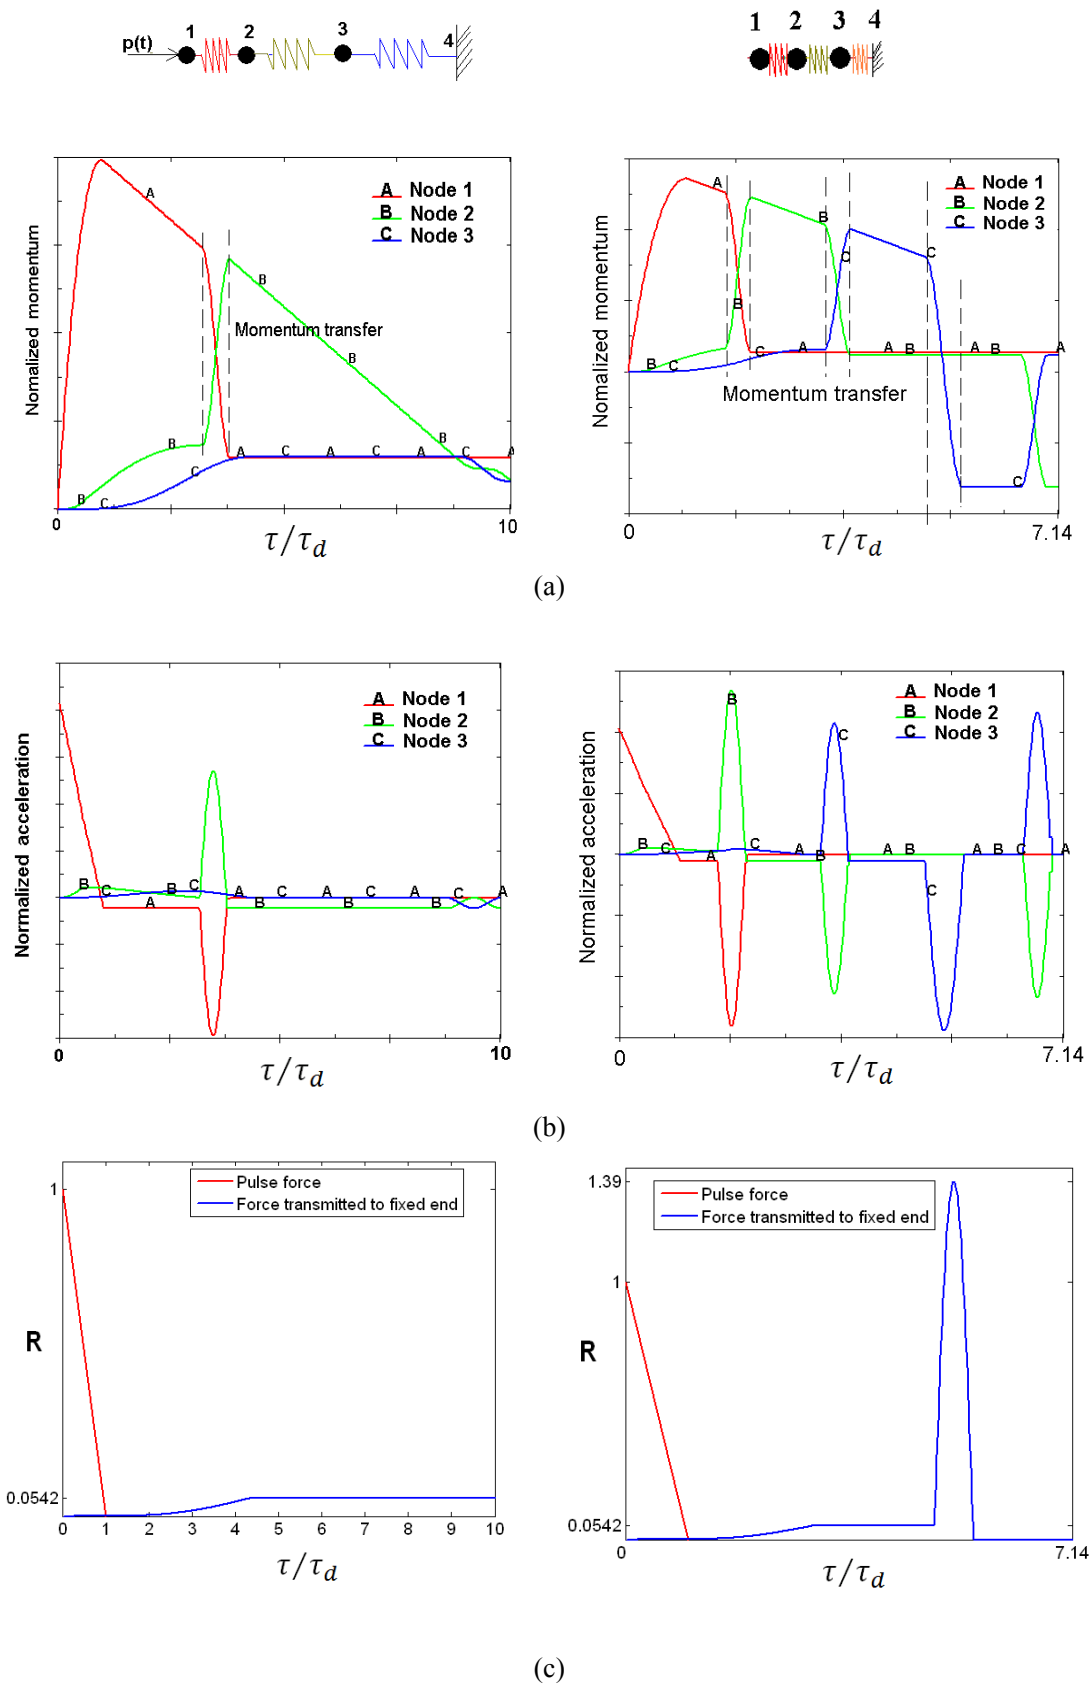 p(t) 1 2 3 4
1 2 3 4
Nomalized momentum
A Node 1
B Node 2
C Node 3
Momentum transfer
A
A
B
B
B
B
B
C
C
A C A C A C A
0 10
τ/τd
Nomalized momentum
A Node 1
B Node 2
C Node 3
A
B
C
B
C
B
C
C
A
A B A B A
C
Momentum transfer
0 7.14
τ/τd
(a)
Normalized acceleration
A Node 1
B Node 2
C Node 3
B C B C A C A C A C A
A B B B
0 10
τ/τd
Normalized acceleration
A Node 1
B Node 2
C Node 3
B
C
B C A C A B A B A B C A
C
0 7.14
τ/τd
(b)
R
1
0.0542
Pulse force
Force transmitted to fixed end
0 1 2 3 4 5 6 7 8 9 10
τ/τd
R
1.39
1
0.0542
Pulse force
Force transmitted to fixed end
0 7.14
τ/τd
(c)